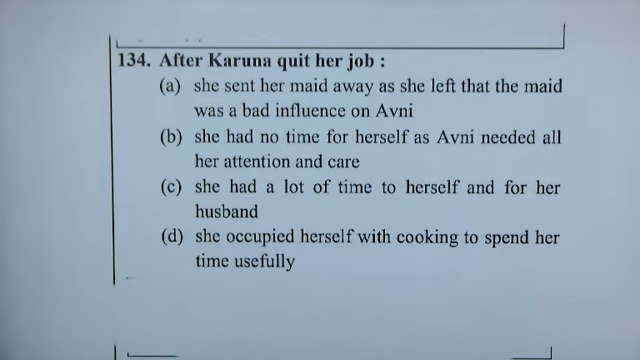 134. After Karuna quit her job :
(a) she sent her maid away as she left that the maid
was a bad influence on Avni
(b) she had no time for herself as Avni needed all
her attention and care
(c) she had a lot of time to herself and for her
husband
(d) she occupied herself with cooking to spend her
time usefully